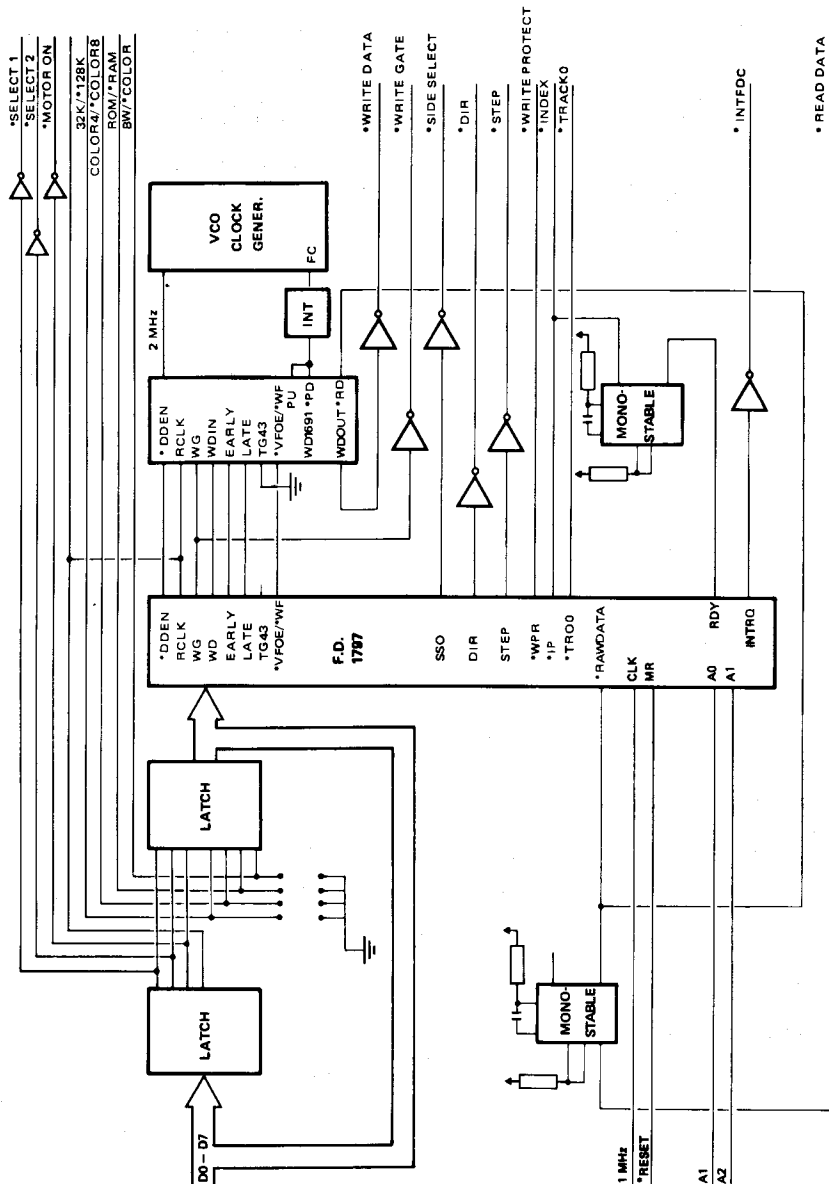 *SELECT 1
*SELECT 2
*MOTOR ON
32K/*128K
COLOR4/*COLOR8
ROM/*RAM
BW/*COLOR
VCO
CLOCK
GENER.
FC
2 MHz
INT
*DDEN
RCLK
WG
WDIN
EARLY
LATE
TG43
*VFOE/*WF
PU
WD1691 *PD
WDOUT *RD
*WRITE DATA
*WRITE GATE
*SIDE SELECT
*DIR
*STEP
*WRITE PROTECT
*INDEX
*TRACK0
*INTFDC
*READ DATA
MONO-
STABLE
*DDEN
RCLK
WG
WD
EARLY
LATE
TG43
*VFOE/*WF
F.D.
1797
SSO
DIR
STEP
*WPR
*IP
*TRO0
*RAWDATA
CLK
MR
A0
A1
RDY
INTRQ
LATCH
LATCH
D0 – D7
MONO-
STABLE
1 MHz
*RESET
A1
A2